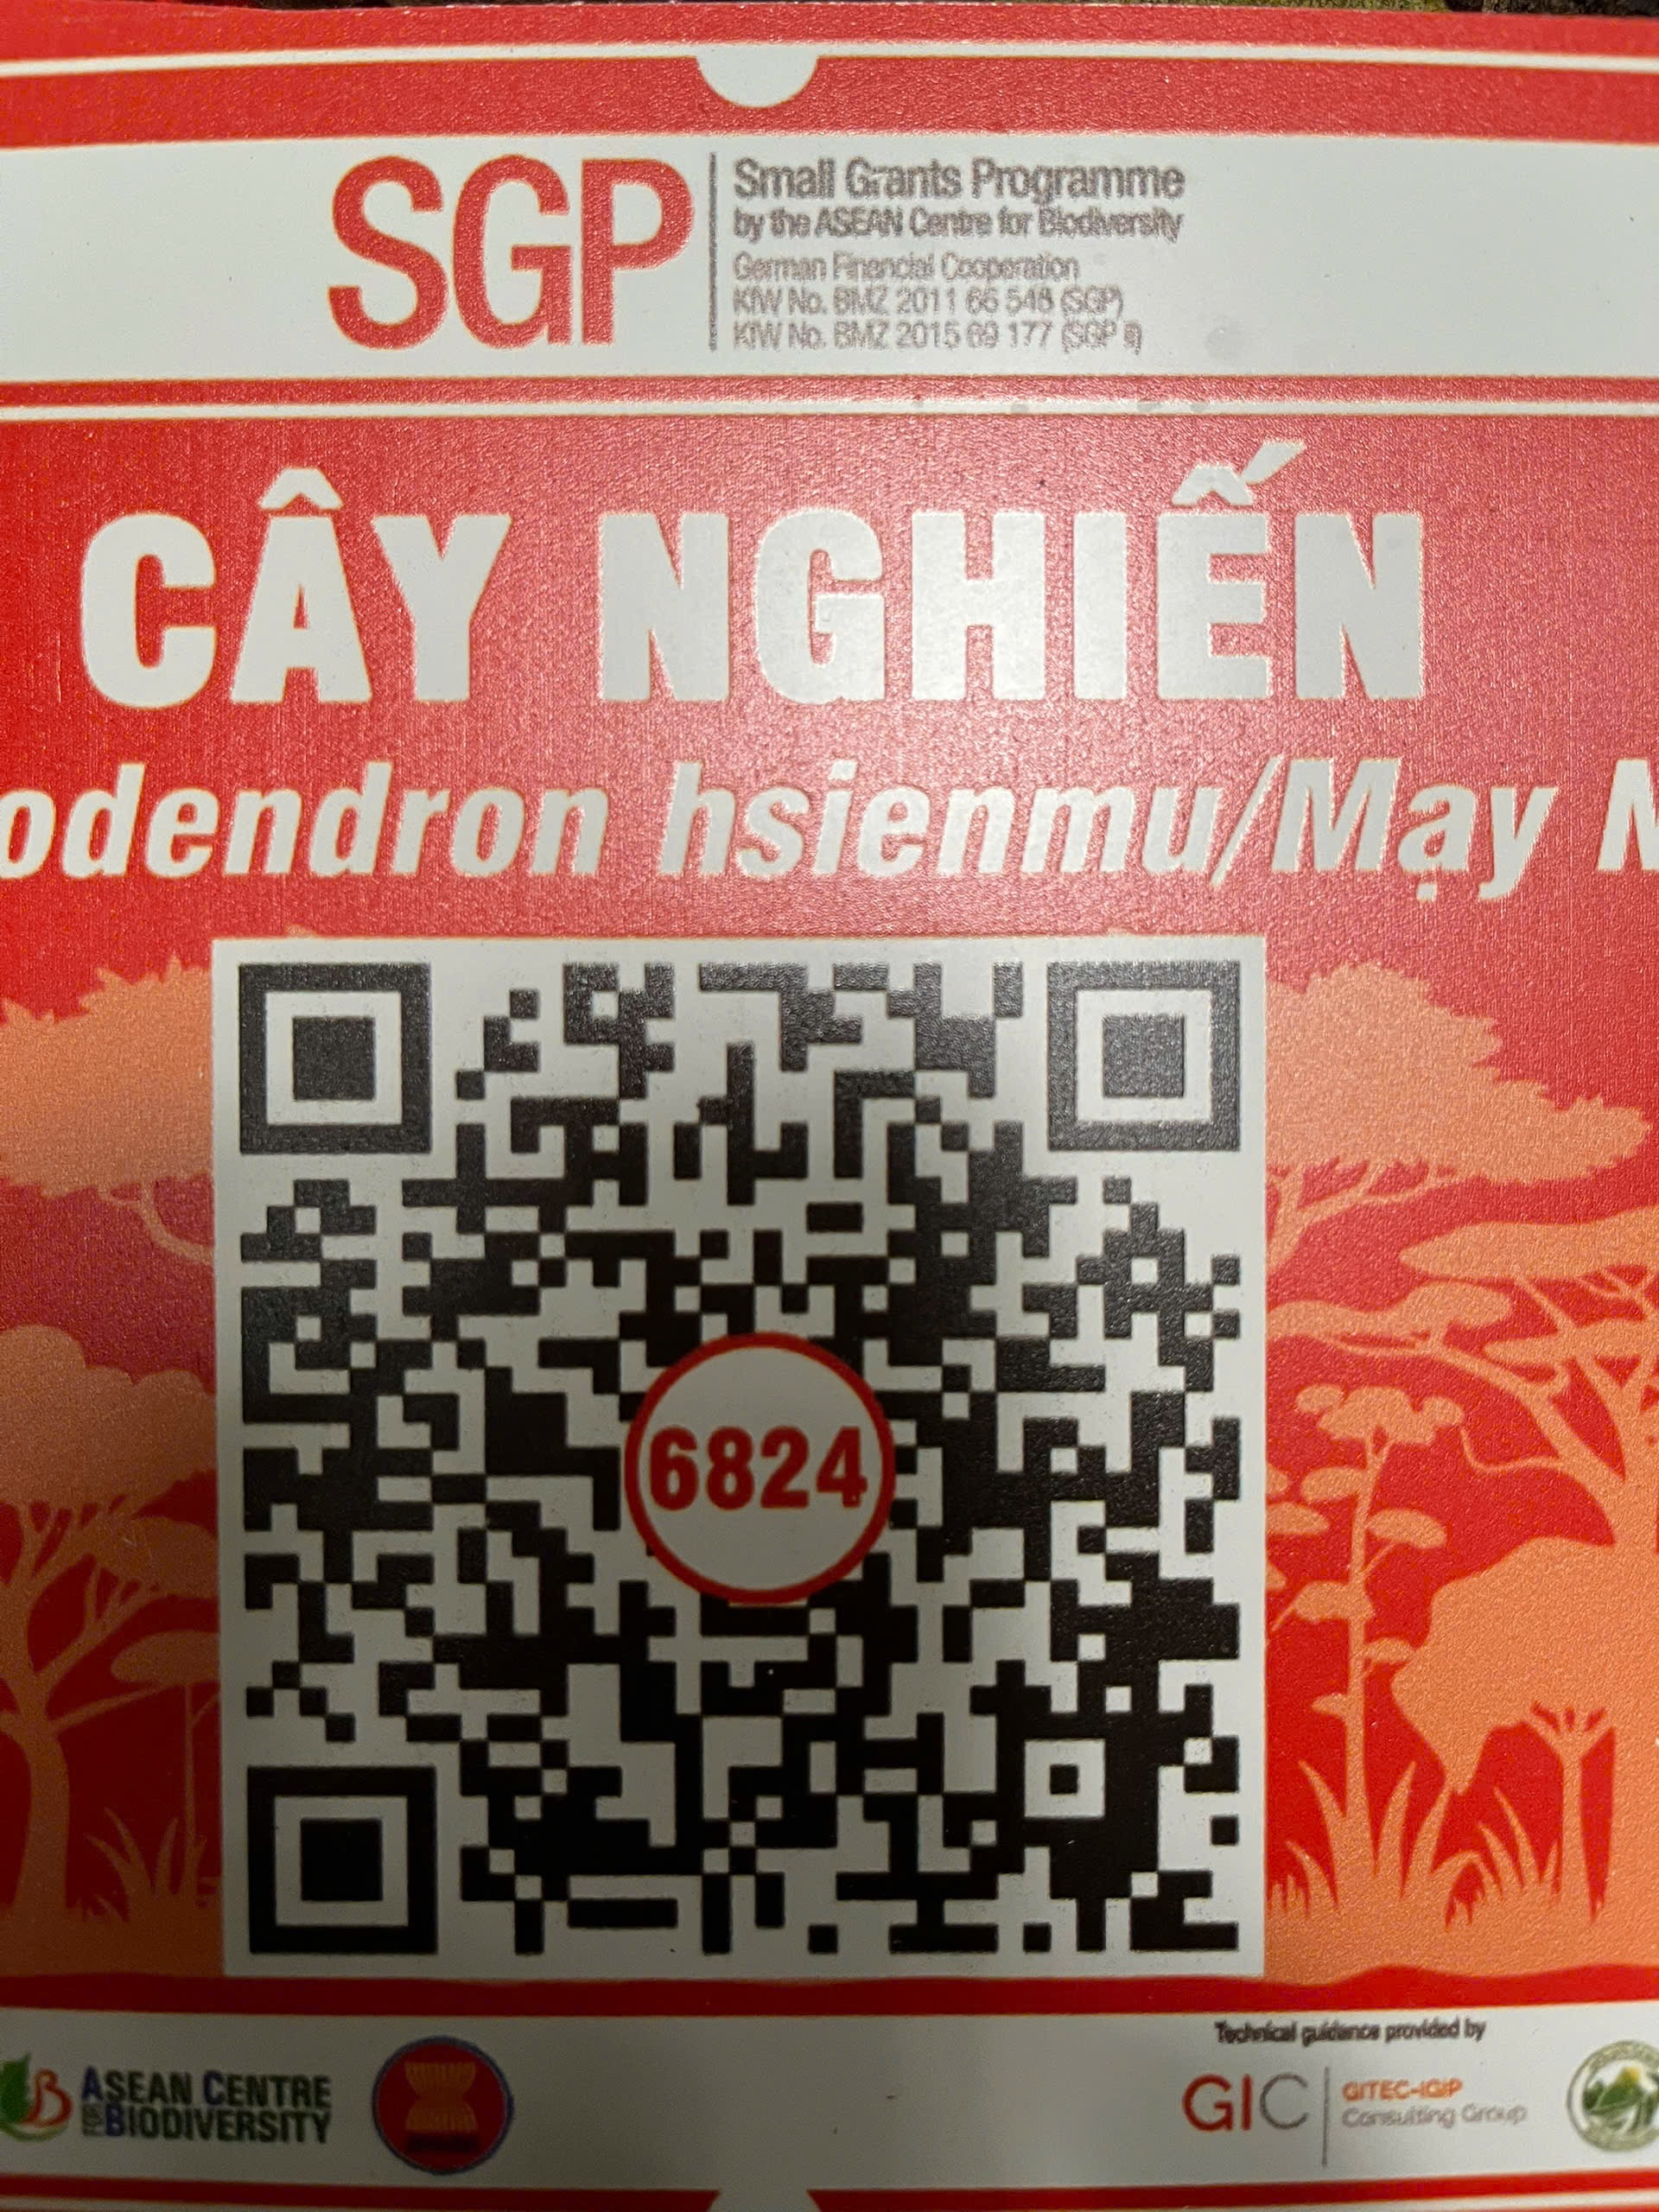 SGP
Small Grants Programme
by the ASEAN Centre for Biodiversity
German Financial Cooperation
KfW No. BMZ 2011 66 548 (SGP)
KfW No. BMZ 2015 69 177 (SGP II)
CÂY NGHIẾN
odendron hsienmu/Mạy N
6824
ASEAN CENTRE
FOR BIODIVERSITY
Technical guidance provided by
GIC
GITEC-IGIP
Consulting Group